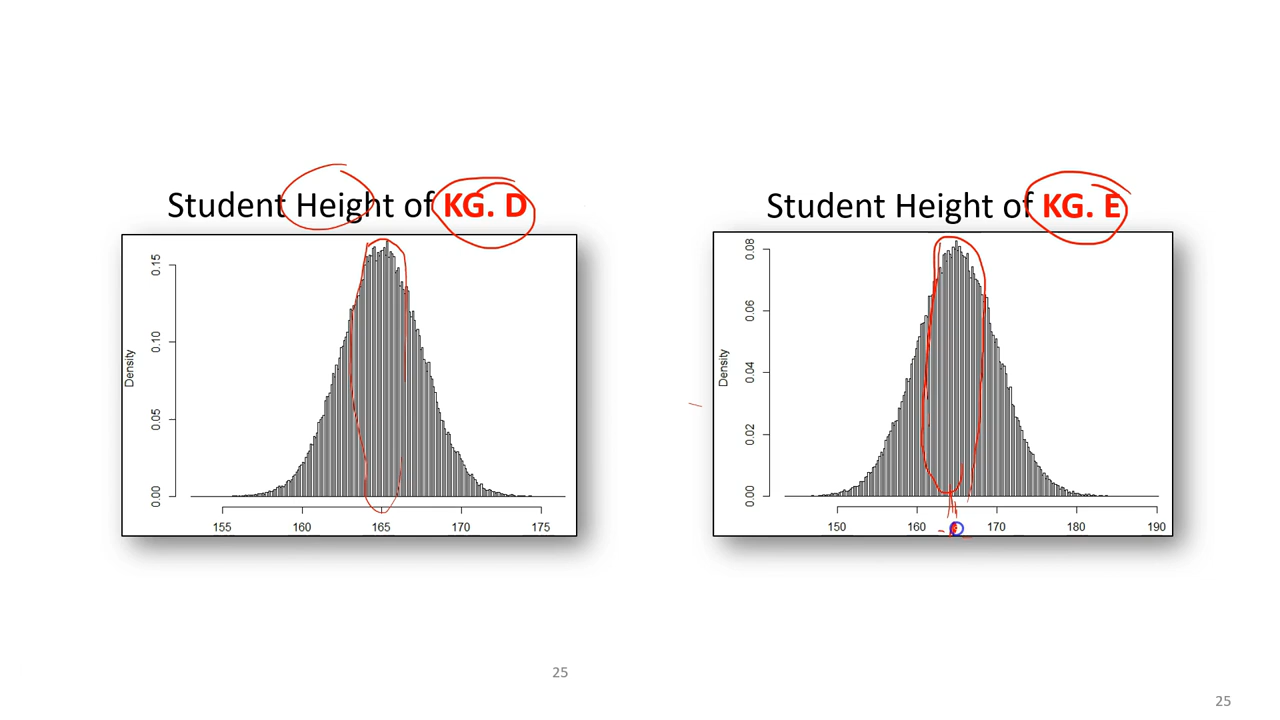 Student Height of KG. D
Student Height of KG. E
Density
0.15
0.10
0.05
0.00
155 160 165 170 175
Density
0.08
0.06
0.04
0.02
0.00
150 160 170 180 190
25
25